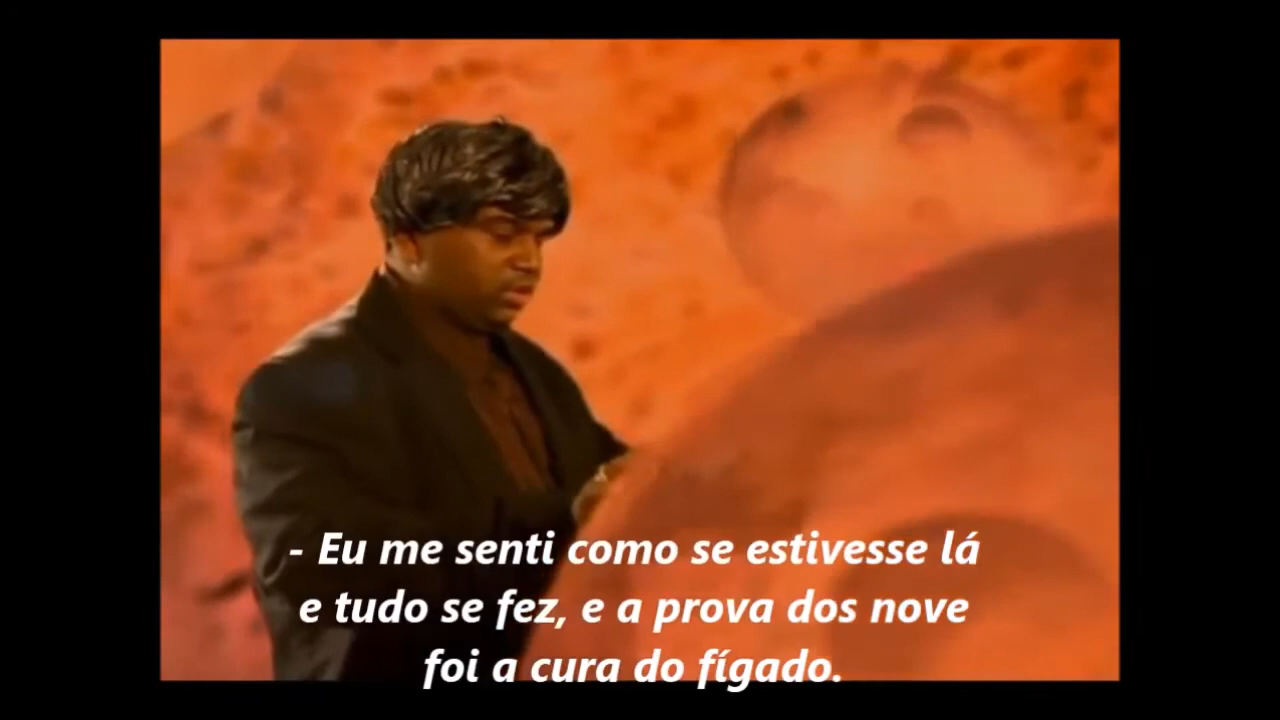 - Eu me senti como se estivesse lá
e tudo se fez, e a prova dos nove
foi a cura do fígado.